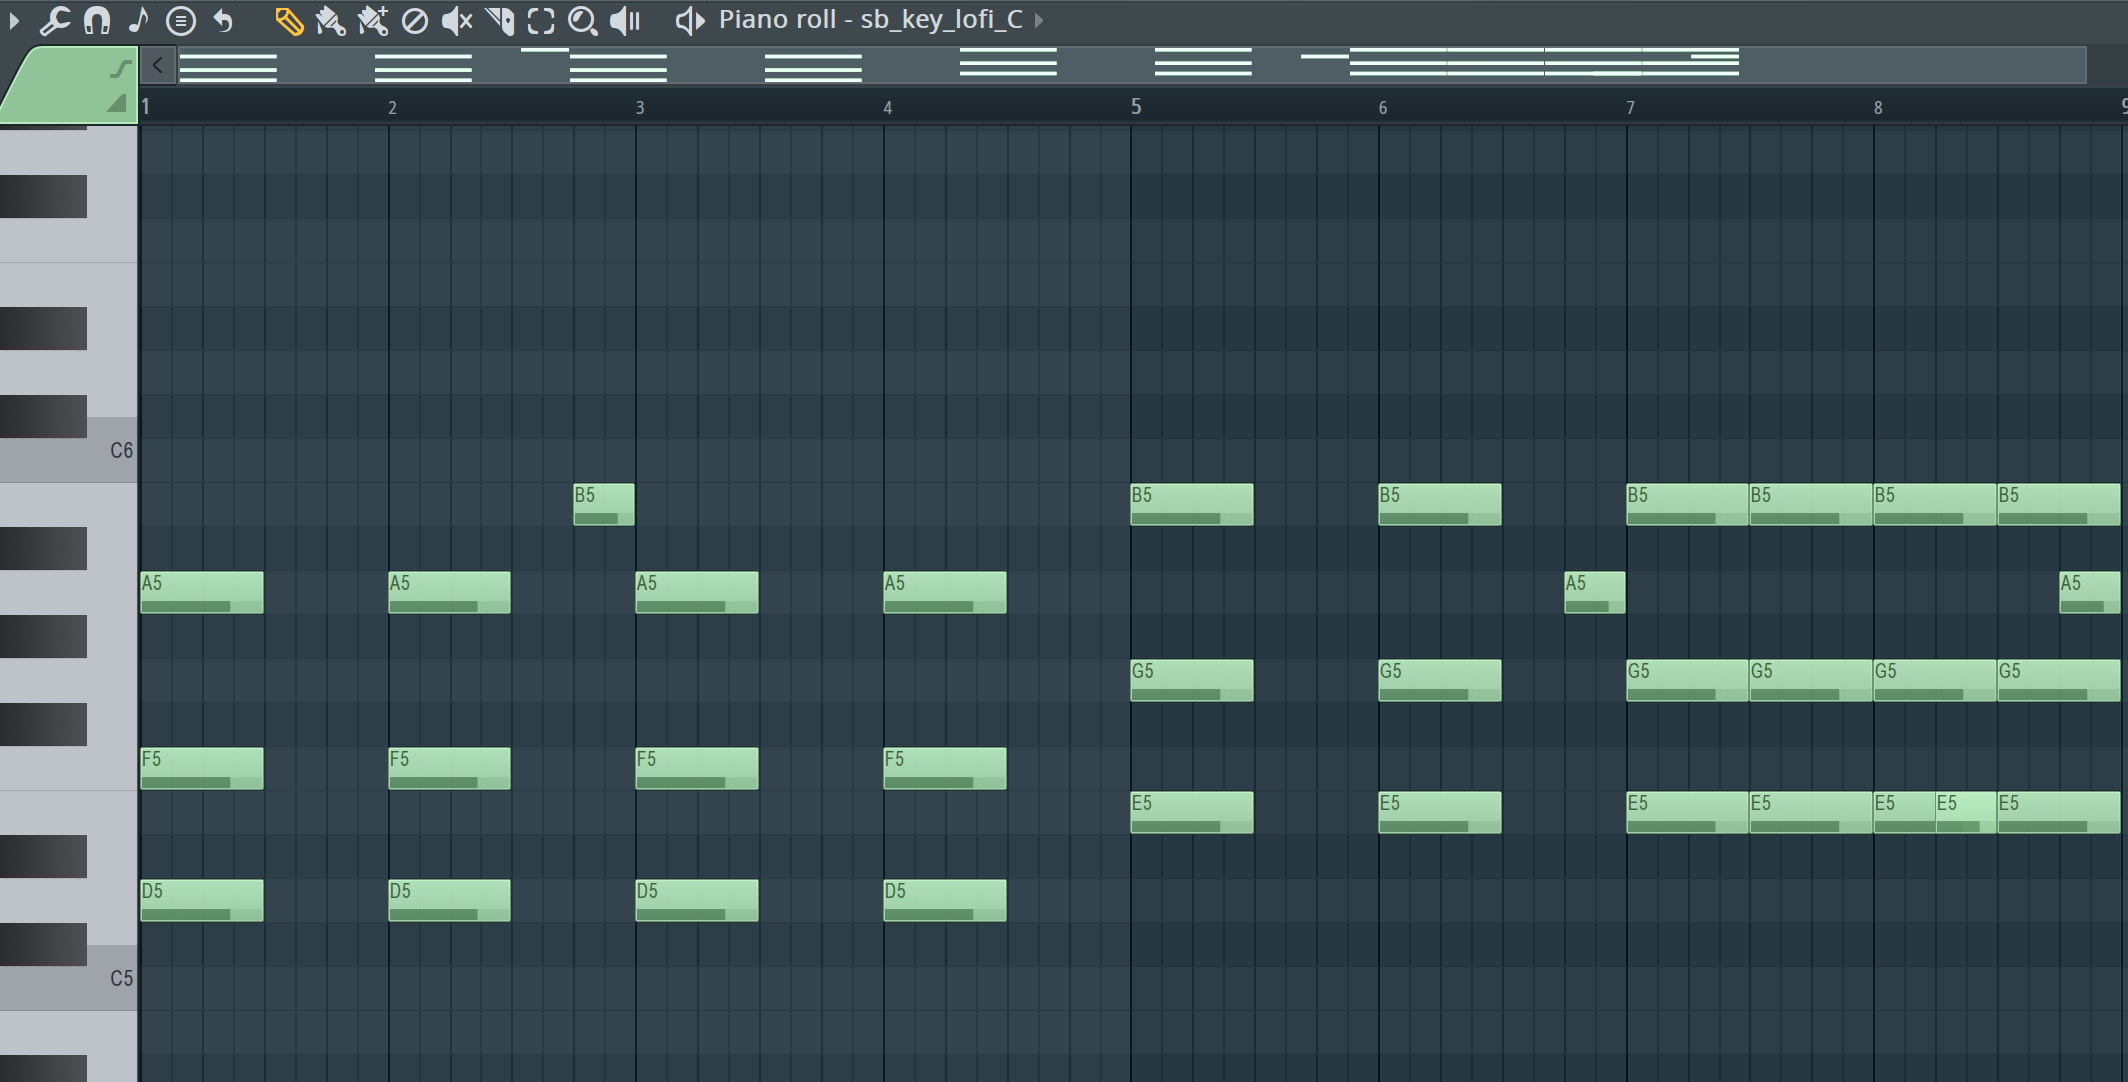 Piano roll - sb_key_lofi_C
1 2 3 4 5 6 7 8 9
C6
B5 B5 B5 B5 B5 B5 B5
A5 A5 A5 A5 A5 A5
G5 G5 G5 G5 G5 G5
F5 F5 F5 F5
E5 E5 E5 E5 E5 E5 E5
D5 D5 D5 D5
C5